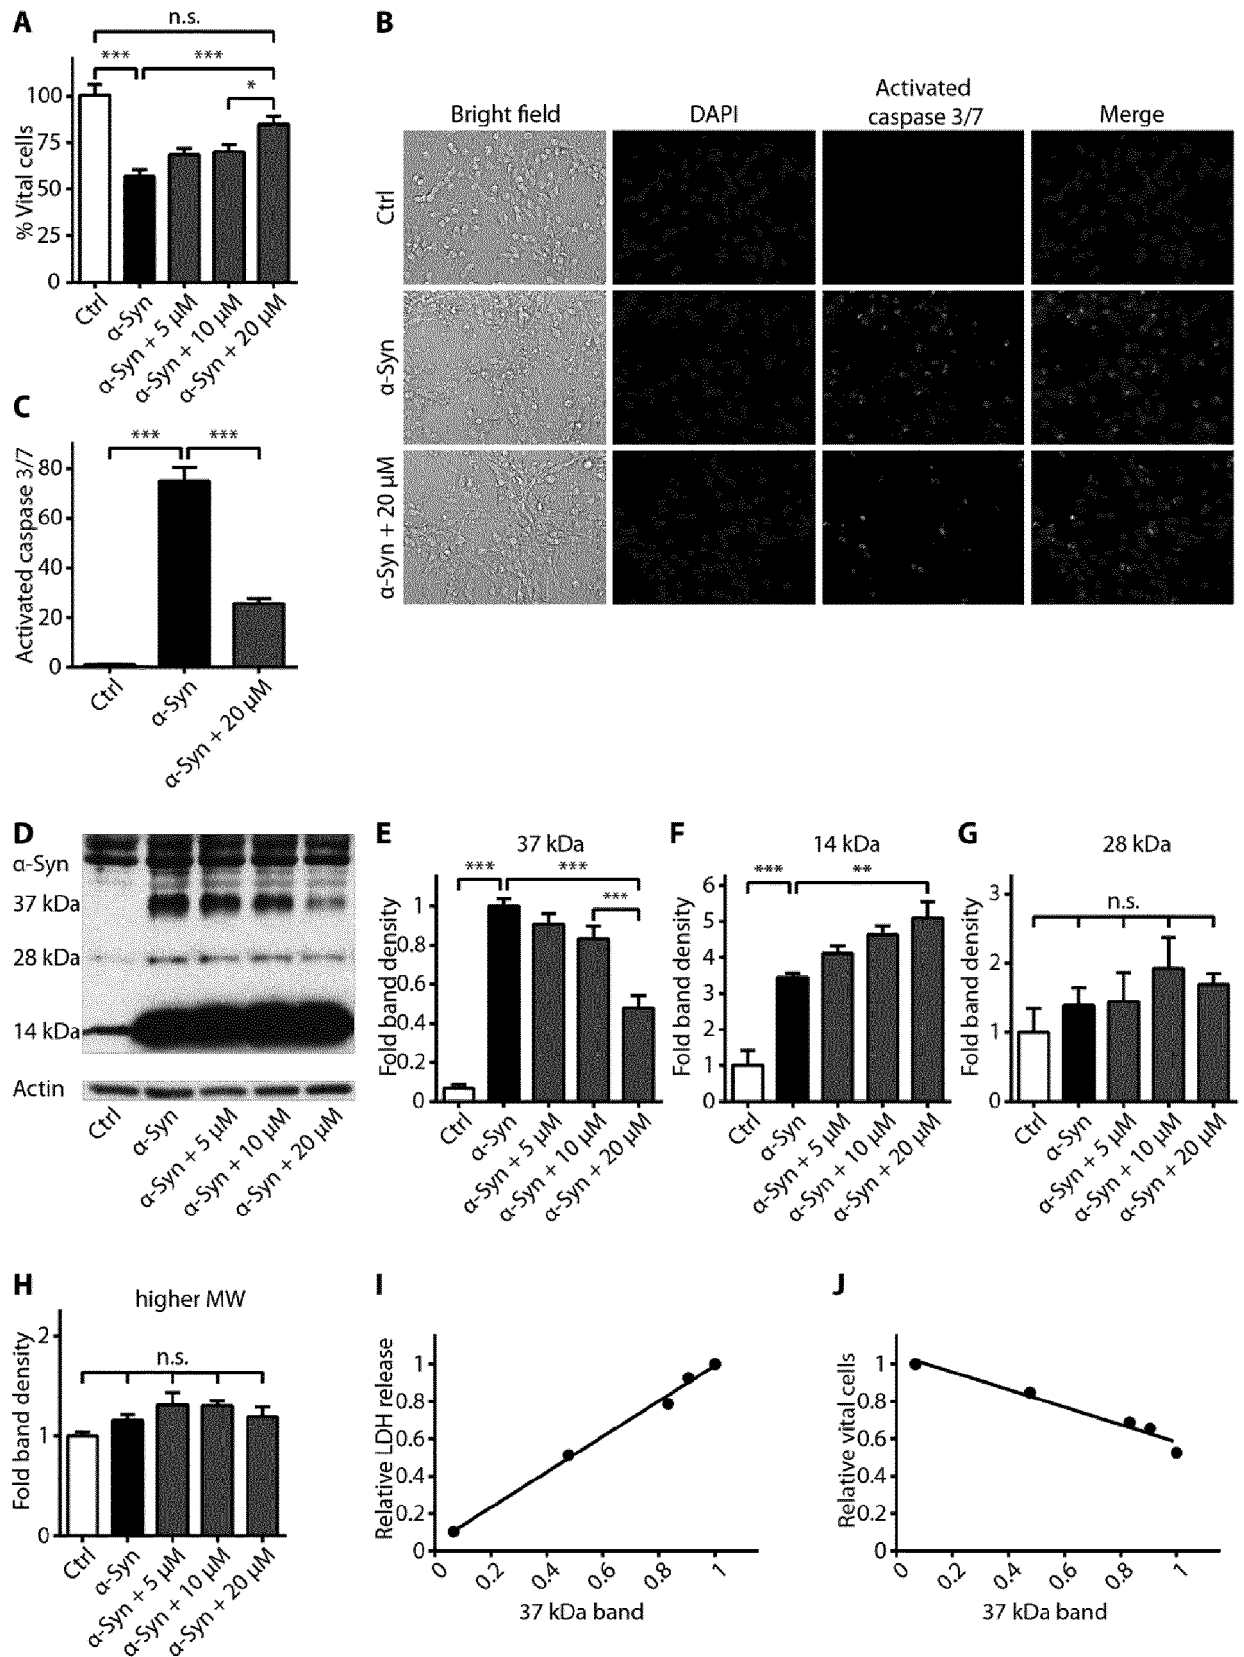 A
n.s.
***
***
*
% Vital cells
100
75
50
25
0
Ctrl
α-Syn
α-Syn + 5 µM
α-Syn + 10 µM
α-Syn + 20 µM
B
Bright field
DAPI
Activated
caspase 3/7
Merge
Ctrl
α-Syn
α-Syn + 20 µM
C
***
***
Activated caspase 3/7
80
60
40
20
0
Ctrl
α-Syn
α-Syn + 20 µM
D
α-Syn
37 kDa
28 kDa
14 kDa
Actin
Ctrl
α-Syn
α-Syn + 5 µM
α-Syn + 10 µM
α-Syn + 20 µM
E
37 kDa
***
***
***
Fold band density
1
0.8
0.6
0.4
0.2
0
Ctrl
α-Syn
α-Syn + 5 µM
α-Syn + 10 µM
α-Syn + 20 µM
F
14 kDa
***
**
Fold band density
6
5
4
3
2
1
0
Ctrl
α-Syn
α-Syn + 5 µM
α-Syn + 10 µM
α-Syn + 20 µM
G
28 kDa
n.s.
Fold band density
3
2
1
0
Ctrl
α-Syn
α-Syn + 5 µM
α-Syn + 10 µM
α-Syn + 20 µM
H
higher MW
n.s.
Fold band density
2
1
0
Ctrl
α-Syn
α-Syn + 5 µM
α-Syn + 10 µM
α-Syn + 20 µM
I
Relative LDH release
1
0.8
0.6
0.4
0.2
0
0
0.2
0.4
0.6
0.8
1
37 kDa band
J
Relative vital cells
1
0.8
0.6
0.4
0.2
0
0
0.2
0.4
0.6
0.8
1
37 kDa band